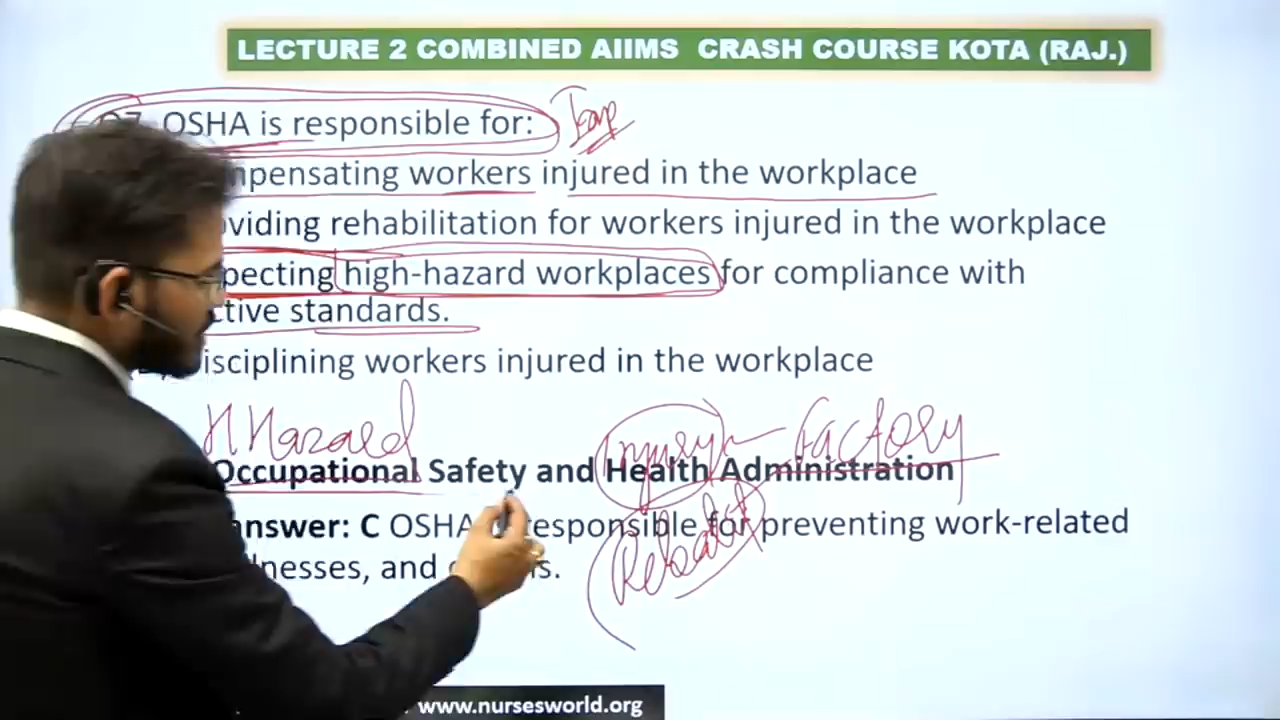 LECTURE 2 COMBINED AIIMS CRASH COURSE KOTA (RAJ.)
OSHA is responsible for: Imp
mpensating workers injured in the workplace
viding rehabilitation for workers injured in the workplace
pecting high-hazard workplaces for compliance with
ctive standards.
isciplining workers injured in the workplace
H Hazard Injury Factory
Occupational Safety and Health Administration
answer: C OSHA responsible for preventing work-related
lnesses, and
www.nursesworld.org